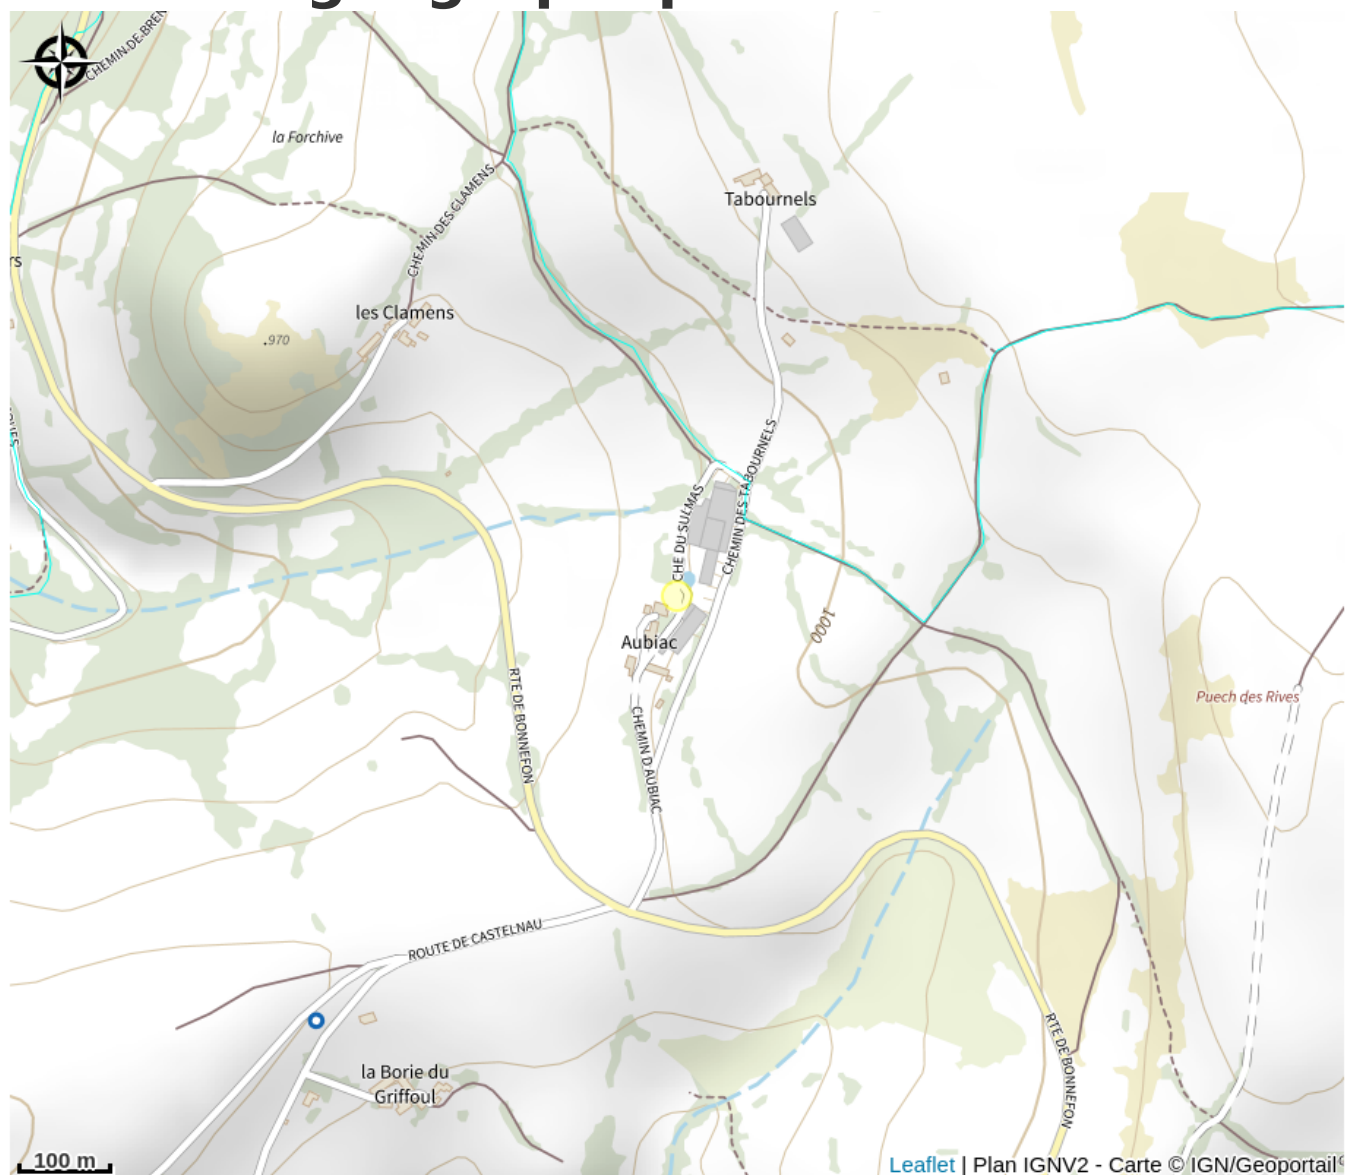 CHEMIN DE BREN
la Forchive
CHEMIN DES CLAMENS
Tabournels
rs
les Clamens
.970
CHEMIN DES TABOURNELS
CHE DU SULMAS
Aubiac
1000
RTE DE BONNEFON
CHEMIN D AUBIAC
Puech des Rives
ROUTE DE CASTELNAU
RTE DE BONNEFON
la Borie du
Griffoul
100 m
Leaflet | Plan IGNV2 - Carte © IGN/Geoportail